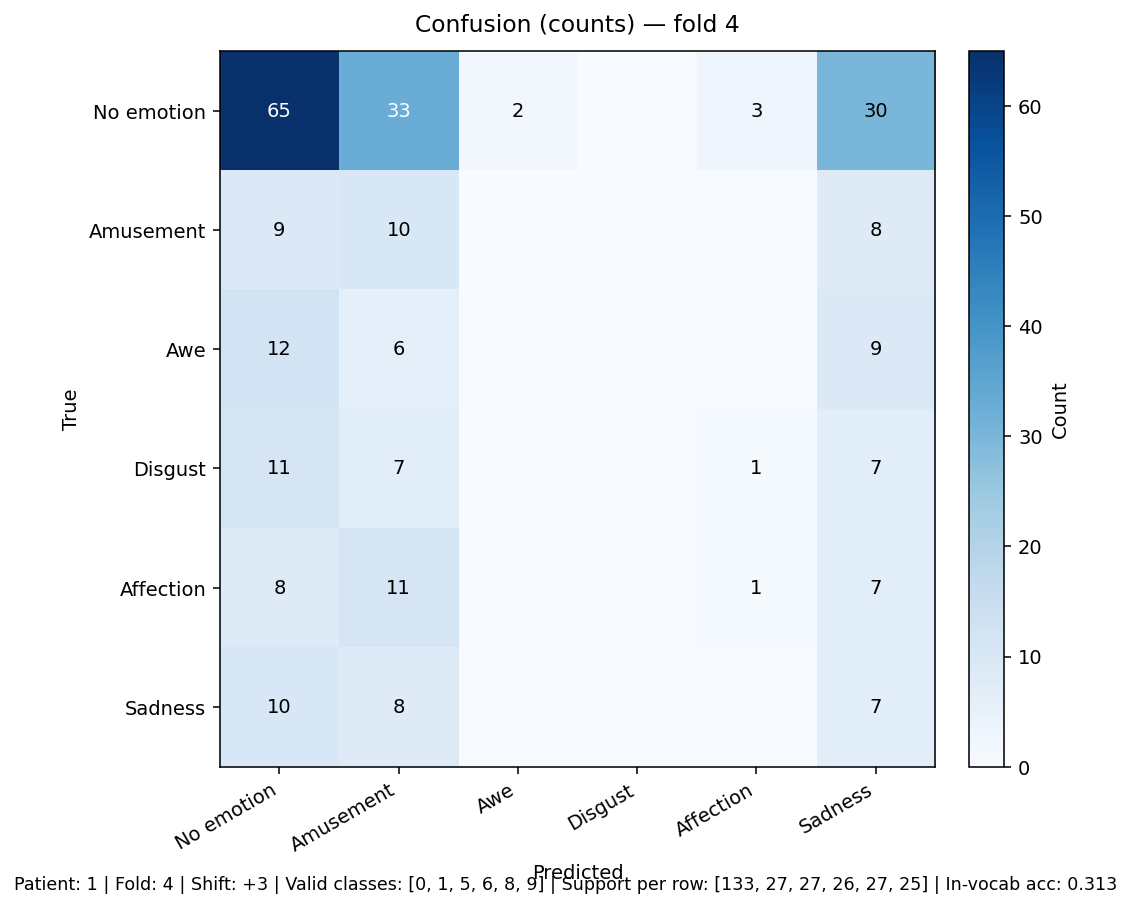 Confusion (counts) — fold 4
No emotion 65 33 2 3 30
Amusement 9 10 8
Awe 12 6 9
Disgust 11 7 1 7
Affection 8 11 1 7
Sadness 10 8 7
True
No emotion Amusement Awe Disgust Affection Sadness
Predicted
60
50
40
30
20
10
0
Count
Patient: 1 | Fold: 4 | Shift: +3 | Valid classes: [0, 1, 5, 6, 8, 9] | Support per row: [133, 27, 27, 26, 27, 25] | In-vocab acc: 0.313